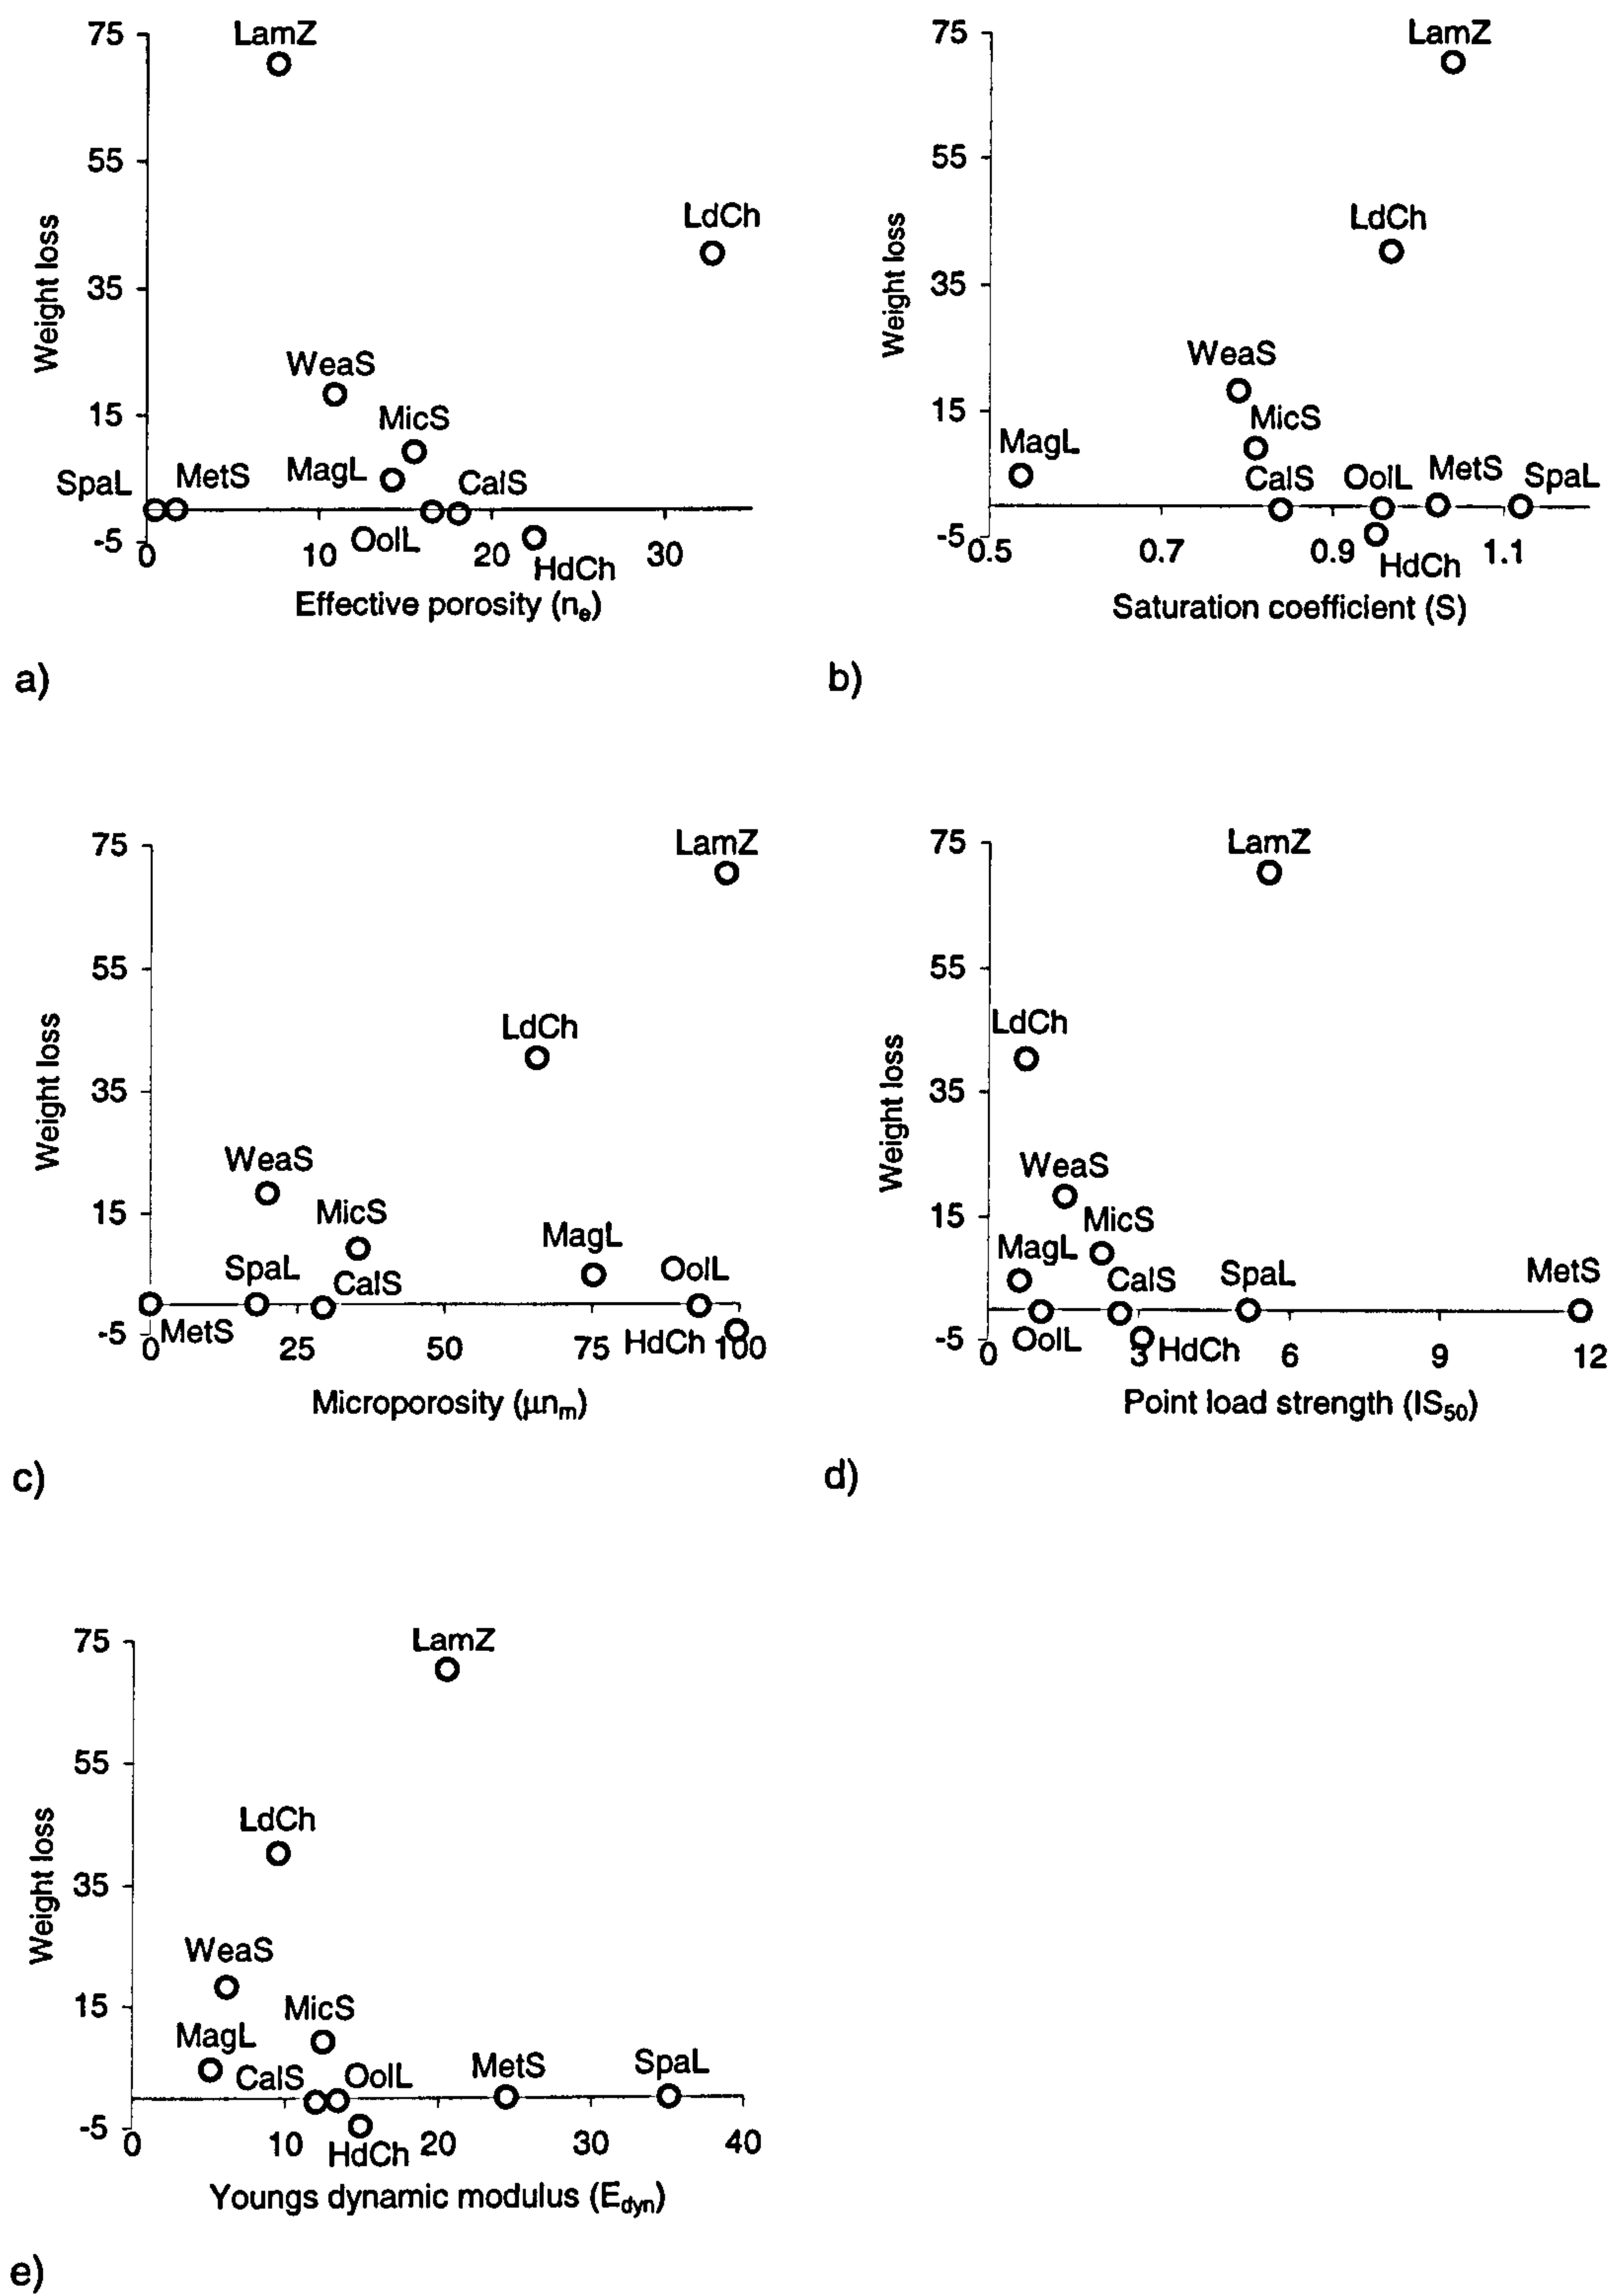 75
LamZ
55
LdCh
35
Weight loss
WeaS
15
MicS
SpaL
MetS
MagL
CalS
-5
0
10
OolL
20
HdCh
30
Effective porosity (nₑ)
a)
75
LamZ
55
LdCh
35
Weight loss
WeaS
15
MicS
MagL
CalS
OolL
MetS
SpaL
-5
0.5
0.7
0.9
HdCh
1.1
Saturation coefficient (S)
b)
75
LamZ
55
LdCh
35
Weight loss
WeaS
15
MicS
MagL
SpaL
CalS
OolL
-5
MetS
0
25
50
75
HdCh
100
Microporosity (µnₘ)
c)
75
LamZ
55
LdCh
35
Weight loss
WeaS
15
MicS
MagL
CalS
SpaL
MetS
-5
0
OolL
3
HdCh
6
9
12
Point load strength (IS₅₀)
d)
75
LamZ
55
LdCh
35
Weight loss
WeaS
15
MicS
MagL
CalS
OolL
MetS
SpaL
-5
0
10
HdCh
20
30
40
Youngs dynamic modulus (Edyn)
e)